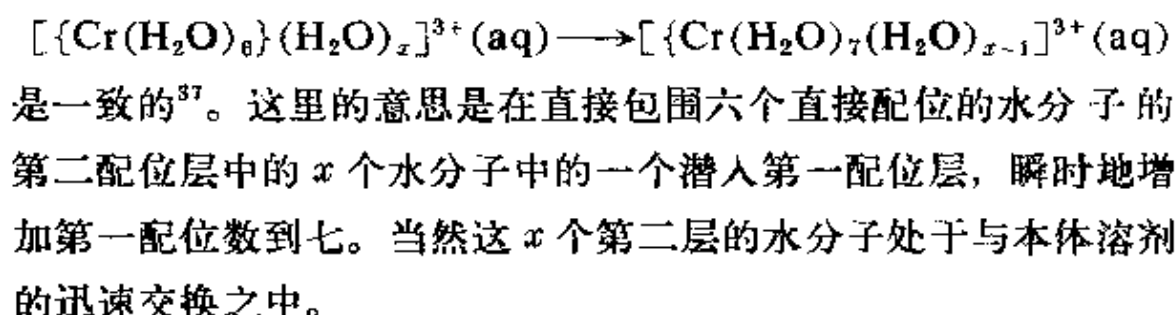 [{Cr(H₂O)₆}(H₂O)ₓ]³⁺(aq)⟶[{Cr(H₂O)₇(H₂O)ₓ₋₁]³⁺(aq)
是一致的³⁷。这里的意思是在直接包围六个直接配位的水分子的
第二配位层中的 x 个水分子中的一个潜入第一配位层，瞬时地增
加第一配位数到七。当然这 x 个第二层的水分子处于与本体溶剂
的迅速交换之中。